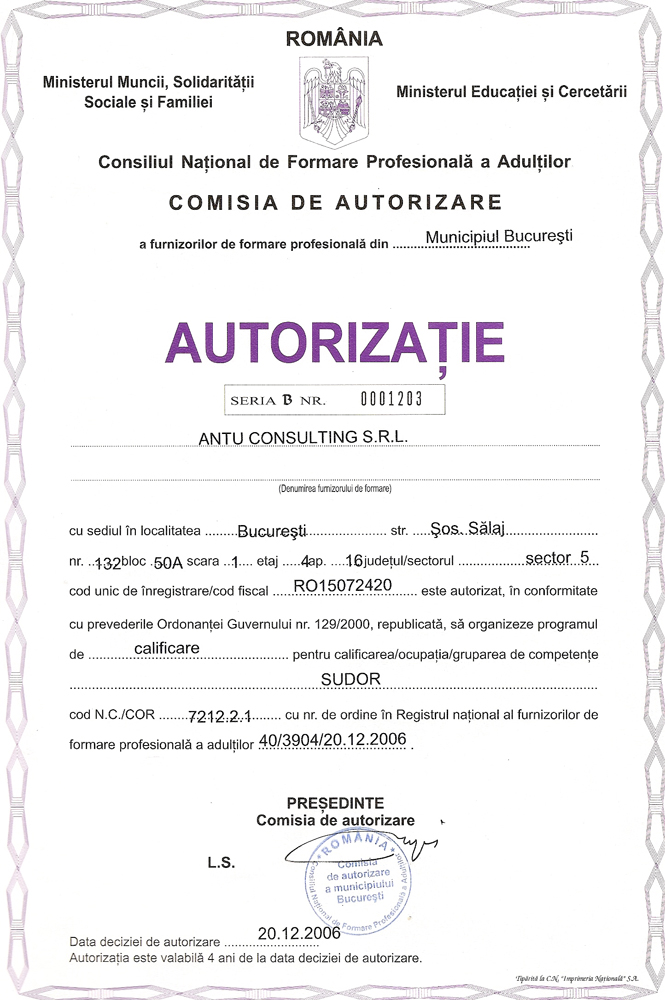 ROMÂNIA
Ministerul Muncii, Solidarității
Sociale și Familiei
Ministerul Educației și Cercetării
Consiliul Național de Formare Profesională a Adulților
COMISIA DE AUTORIZARE
a furnizorilor de formare profesională din ........ Municipiul Bucureşti
AUTORIZAȚIE
SERIA B NR. 0001203
ANTU CONSULTING S.R.L.
(Denumirea furnizorului de formare)
cu sediul în localitatea ........ Bucureşti ........ str. ..Şos. Sălaj........
nr. ..132 bloc .50A scara ..1.... etaj .....4 ap. ...16 județul/sectorul ........ sector 5...
cod unic de înregistrare/cod fiscal ..... RO15072420 ...... este autorizat, în conformitate
cu prevederile Ordonanței Guvernului nr. 129/2000, republicată, să organizeze programul
de ........ calificare ........ pentru calificarea/ocupația/gruparea de competențe
SUDOR
cod N.C./COR ........7212.2.1........ cu nr. de ordine în Registrul național al furnizorilor de
formare profesională a adulților 40/3904/20.12.2006 .
PREȘEDINTE
Comisia de autorizare
L.S.
ROMÂNIA
Comisia
de autorizare
a municipiului
Bucureşti
Consiliul Naţional de Formare Profesională a Adulţilor
Data deciziei de autorizare ........ 20.12.2006
Autorizația este valabilă 4 ani de la data deciziei de autorizare.
Tipărită la C.N. "Imprimeria Națională" S.A.